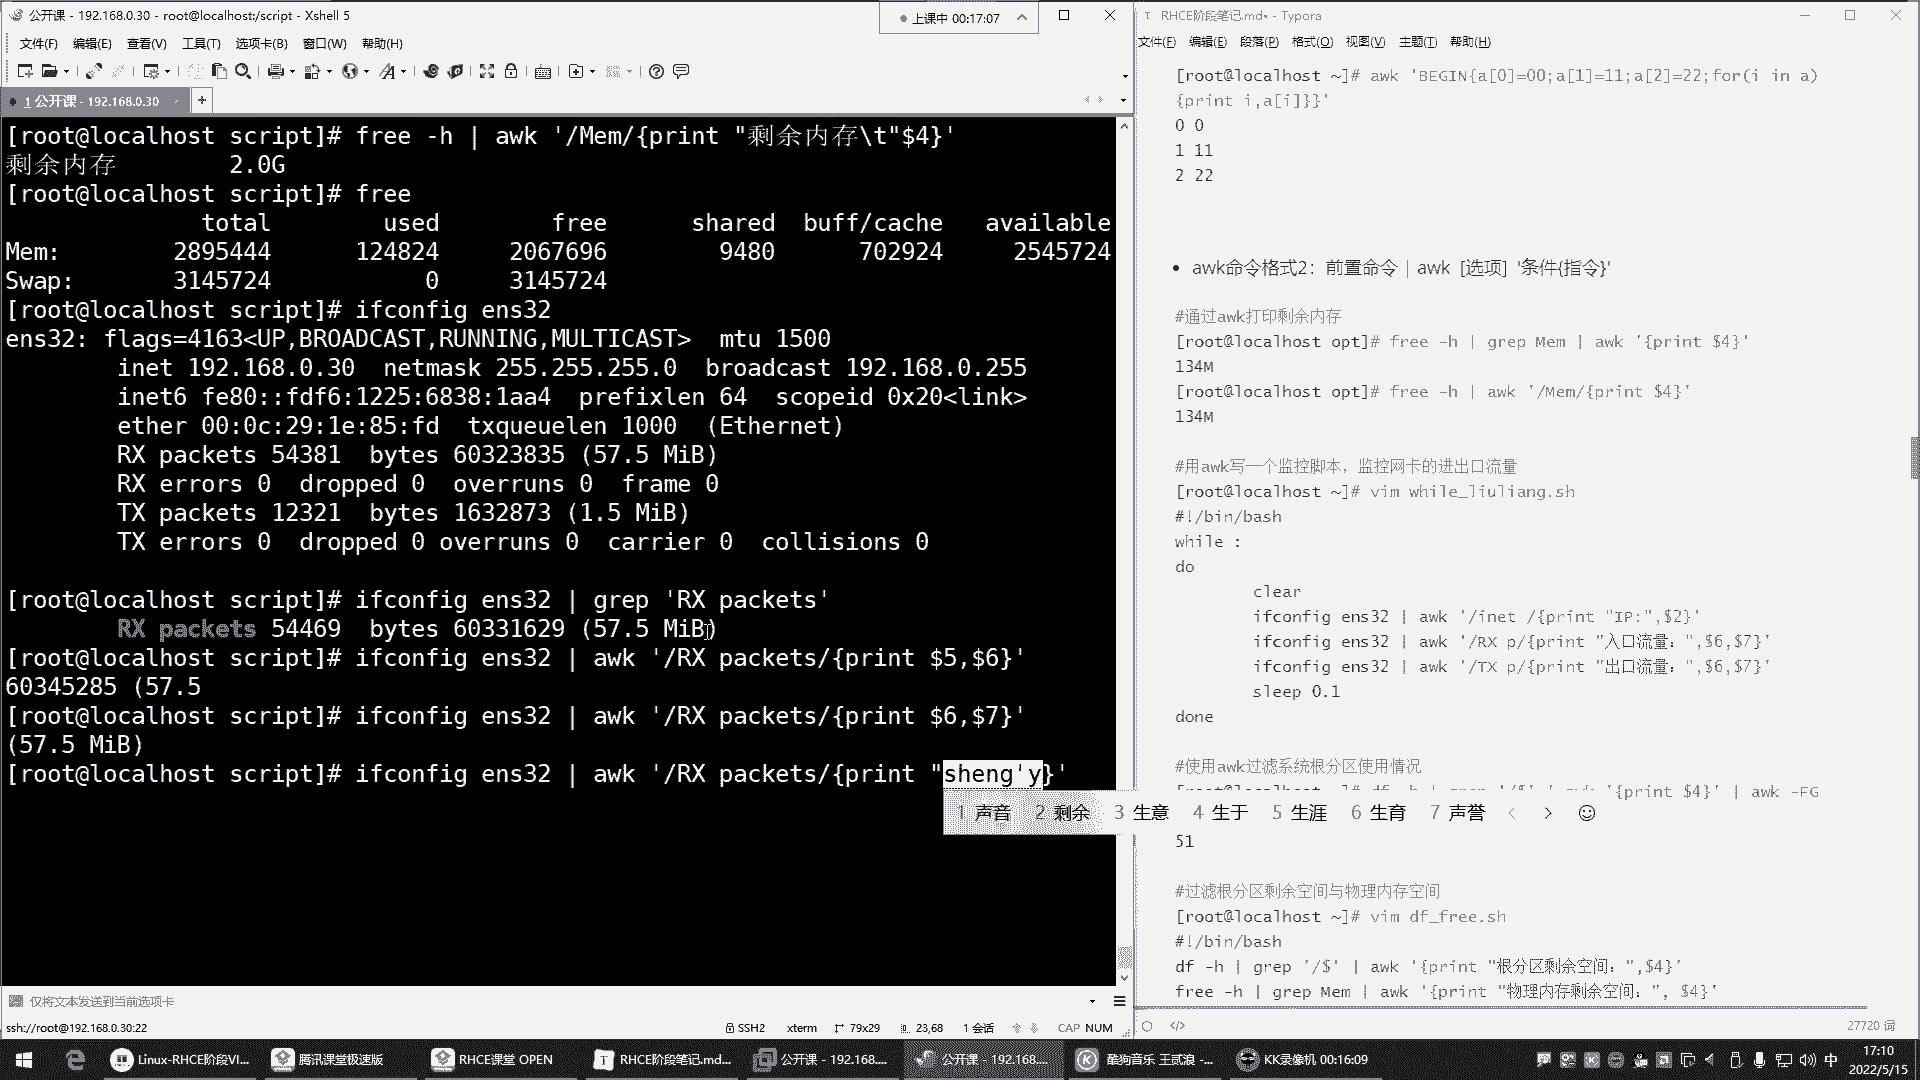 公开课 - 192.168.0.30 - root@localhost:/script - Xshell 5
上课中 00:17:07
文件(F) 编辑(E) 查看(V) 工具(T) 选项卡(B) 窗口(W) 帮助(H)
1 公开课 - 192.168.0.30
[root@localhost script]# free -h | awk '/Mem/{print "剩余内存\t"$4}'
剩余内存 2.0G
[root@localhost script]# free
total used free shared buff/cache available
Mem: 2895444 124824 2067696 9480 702924 2545724
Swap: 3145724 0 3145724
[root@localhost script]# ifconfig ens32
ens32: flags=4163<UP,BROADCAST,RUNNING,MULTICAST> mtu 1500
inet 192.168.0.30 netmask 255.255.255.0 broadcast 192.168.0.255
inet6 fe80::fdf6:1225:6838:1aa4 prefixlen 64 scopeid 0x20<link>
ether 00:0c:29:1e:85:fd txqueuelen 1000 (Ethernet)
RX packets 54381 bytes 60323835 (57.5 MiB)
RX errors 0 dropped 0 overruns 0 frame 0
TX packets 12321 bytes 1632873 (1.5 MiB)
TX errors 0 dropped 0 overruns 0 carrier 0 collisions 0
[root@localhost script]# ifconfig ens32 | grep 'RX packets'
RX packets 54469 bytes 60331629 (57.5 MiB)
[root@localhost script]# ifconfig ens32 | awk '/RX packets/{print $5,$6}'
60345285 (57.5
[root@localhost script]# ifconfig ens32 | awk '/RX packets/{print $6,$7}'
(57.5 MiB)
[root@localhost script]# ifconfig ens32 | awk '/RX packets/{print "sheng'y}'
1 声音 2 剩余 3 生意 4 生于 5 生涯 6 生育 7 声誉
仅将文本发送到当前选项卡
ssh://root@192.168.0.30:22 SSH2 xterm 79x29 23,68 1 会话 CAP NUM
RHCE阶段笔记.md• - Typora
文件(F) 编辑(E) 段落(P) 格式(O) 视图(V) 主题(T) 帮助(H)
[root@localhost ~]# awk 'BEGIN{a[0]=00;a[1]=11;a[2]=22;for(i in a)
{print i,a[i]}}'
0 0
1 11
2 22
awk命令格式2：前置命令 | awk [选项] '条件{指令}'
#通过awk打印剩余内存
[root@localhost opt]# free -h | grep Mem | awk '{print $4}'
134M
[root@localhost opt]# free -h | awk '/Mem/{print $4}'
134M
#用awk写一个监控脚本，监控网卡的进出口流量
[root@localhost ~]# vim while_liuliang.sh
#!/bin/bash
while :
do
clear
ifconfig ens32 | awk '/inet /{print "IP:",$2}'
ifconfig ens32 | awk '/RX p/{print "入口流量：",$6,$7}'
ifconfig ens32 | awk '/TX p/{print "出口流量：",$6,$7}'
sleep 0.1
done
#使用awk过滤系统根分区使用情况
'{print $4}' | awk -FG
51
#过滤根分区剩余空间与物理内存空间
[root@localhost ~]# vim df_free.sh
#!/bin/bash
df -h | grep '/$' | awk '{print "根分区剩余空间：",$4}'
free -h | grep Mem | awk '{print "物理内存剩余空间：", $4}'
27720 词
Linux-RHCE阶段VI... 腾讯课堂极速版 RHCE课堂 OPEN RHCE阶段笔记.md... 公开课 - 192.168.... 公开课 - 192.168.... 酷狗音乐 王贰浪 -... KK录像机 00:16:09 中
17:10
2022/5/15